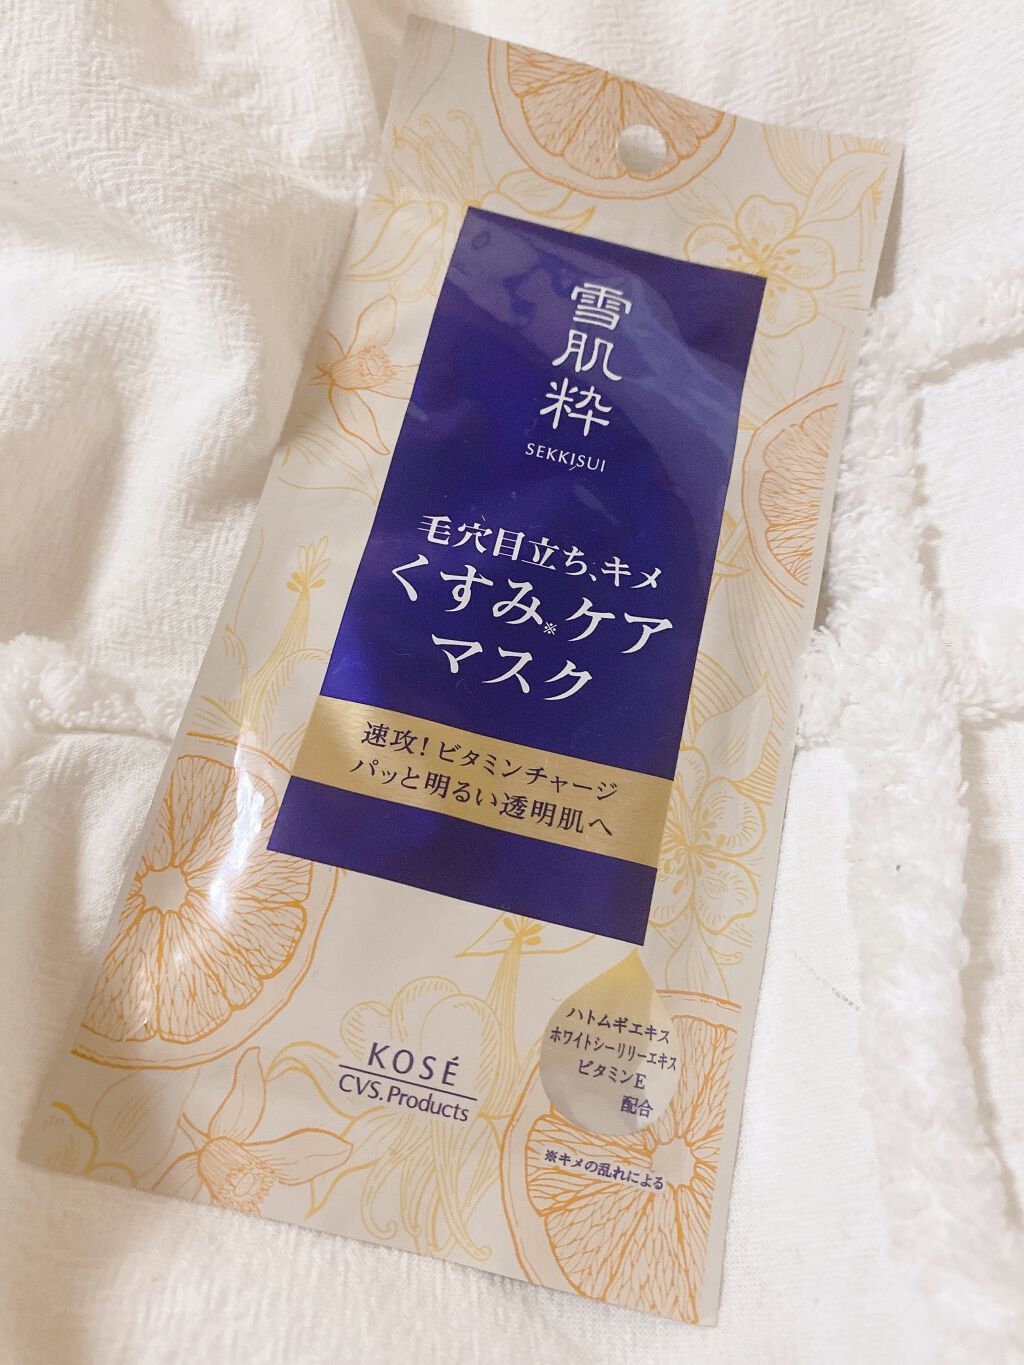 雪肌粋
SEKKISUI
毛穴目立ち、キメ
くすみ※ケア
マスク
速攻！ビタミンチャージ
パッと明るい透明肌へ
ハトムギエキス
ホワイトシーリリーエキス
ビタミンE
配合
KOSÉ
CVS.Products
※キメの乱れによる